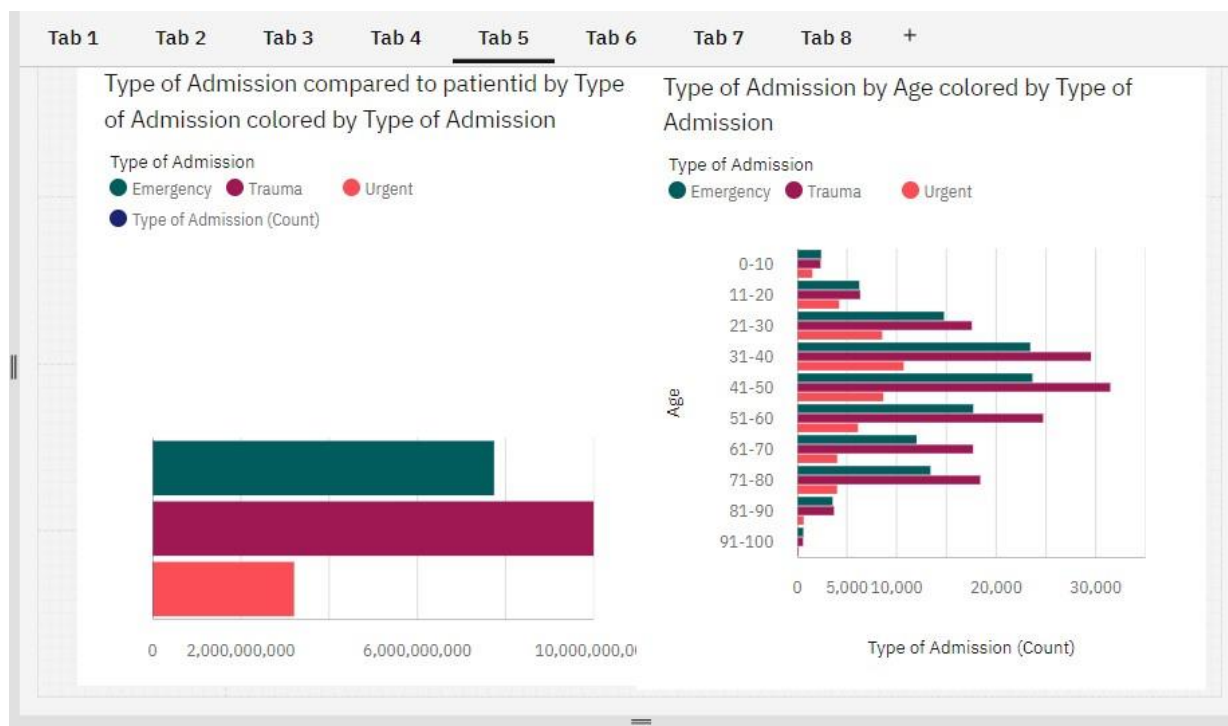 Tab 1 Tab 2 Tab 3 Tab 4 Tab 5 Tab 6 Tab 7 Tab 8 +
Type of Admission compared to patientid by Type
of Admission colored by Type of Admission
Type of Admission
Emergency Trauma Urgent
Type of Admission (Count)
0 2,000,000,000 6,000,000,000 10,000,000,0
Type of Admission by Age colored by Type of
Admission
Type of Admission
Emergency Trauma Urgent
Age
0-10
11-20
21-30
31-40
41-50
51-60
61-70
71-80
81-90
91-100
0 5,000 10,000 20,000 30,000
Type of Admission (Count)